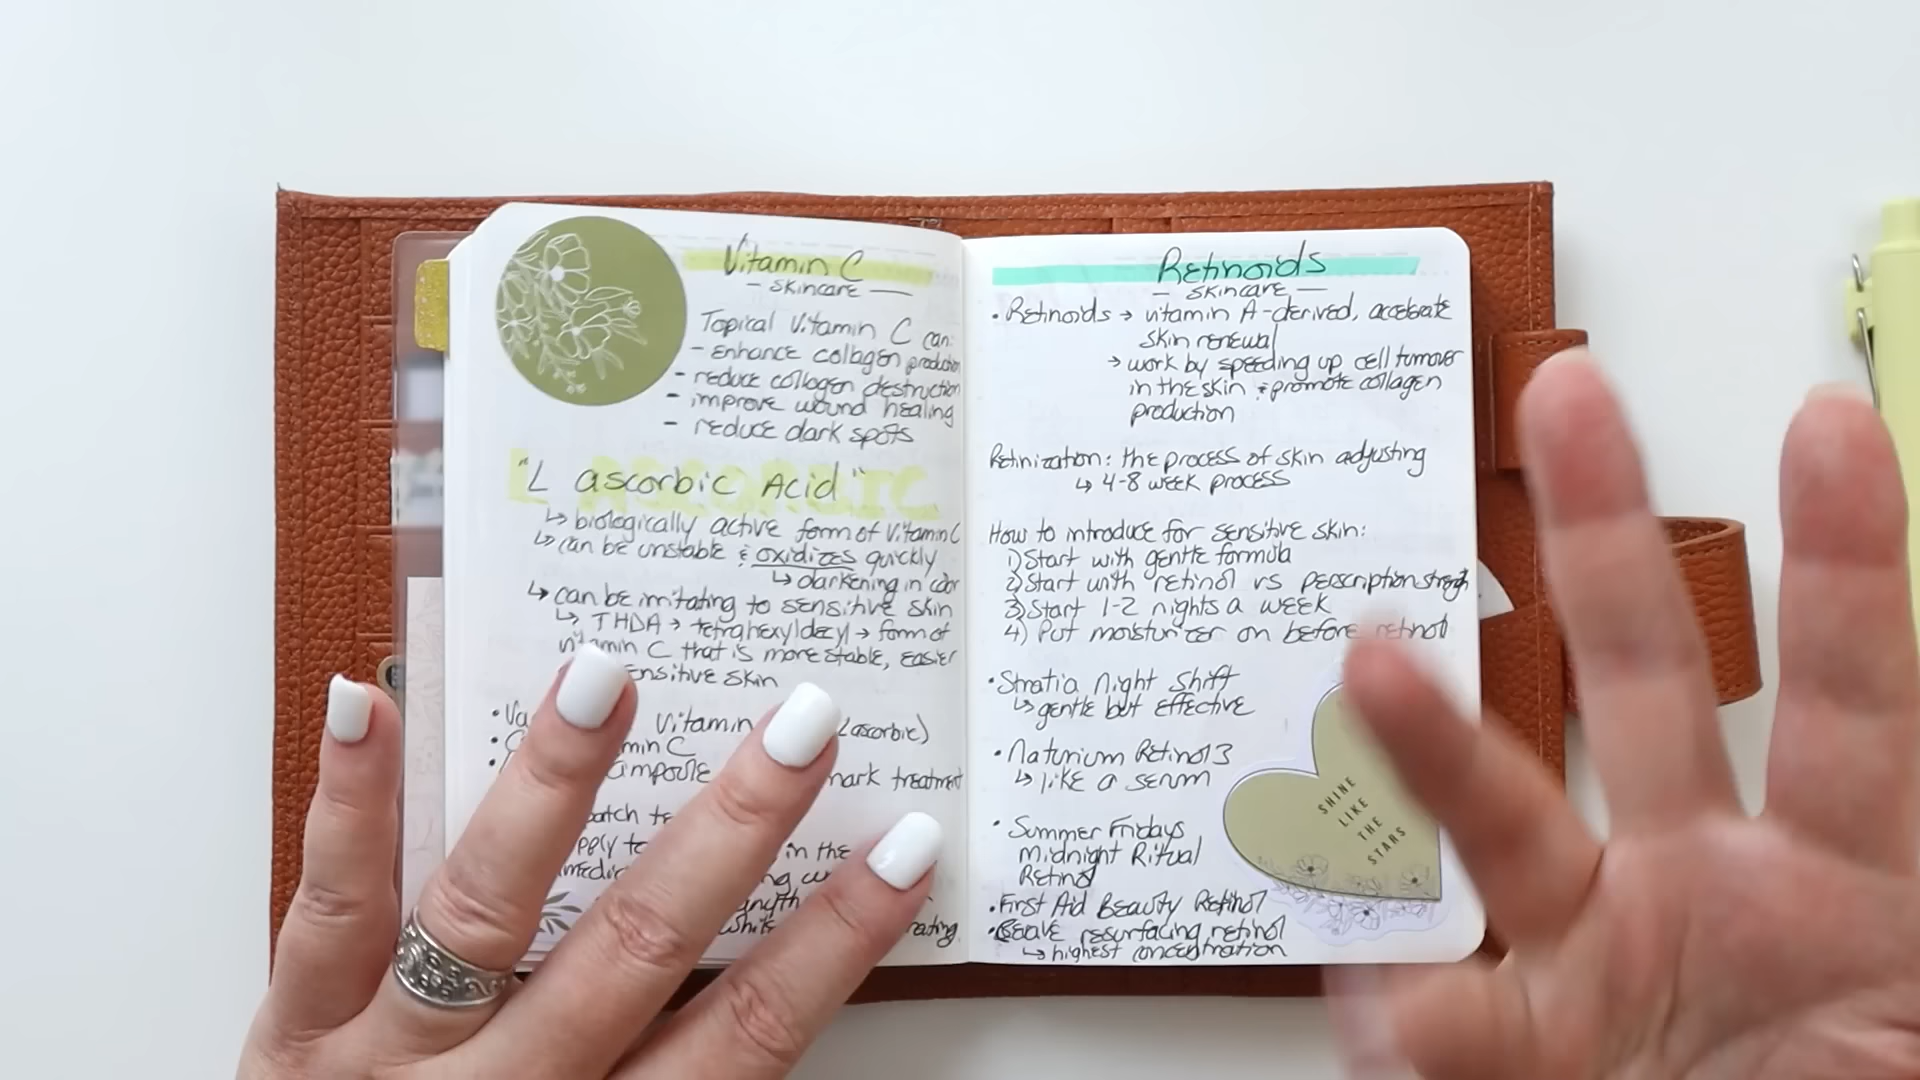 Vitamin C
- skincare -
Topical Vitamin C can:
- enhance collagen production
- reduce collagen destruction
- improve wound healing
- reduce dark spots
"L ascorbic Acid"
↳ biologically active form of Vitamin C
↳ can be unstable & oxidizes quickly
↳ darkening in color
↳ can be irritating to sensitive skin
↳ THDA → tetrahexyldecyl → form of
vitamin C that is more stable, easier
sensitive skin
Vitamin (ascorbic)
C
ampoule mark treatment
patch
in the
Retinoids
- skincare -
• Retinoids → vitamin A-derived, accelerate
skin renewal
→ work by speeding up cell turnover
in the skin & promote collagen
production
Retinization: the process of skin adjusting
↳ 4-8 week process
How to introduce for sensitive skin:
1) Start with gentle formula
2) Start with retinol vs perscription strength
3) Start 1-2 nights a week
4) Put moisturizer on before retinol
• Stratia Night Shift
↳ gentle but effective
• Naturium Retinol 3
↳ like a serum
• Summer Fridays
Midnight Ritual
Retinol
• First Aid Beauty Retinol
• resurfacing retinol
↳ highest concentration
SHINE
LIKE
THE
STARS